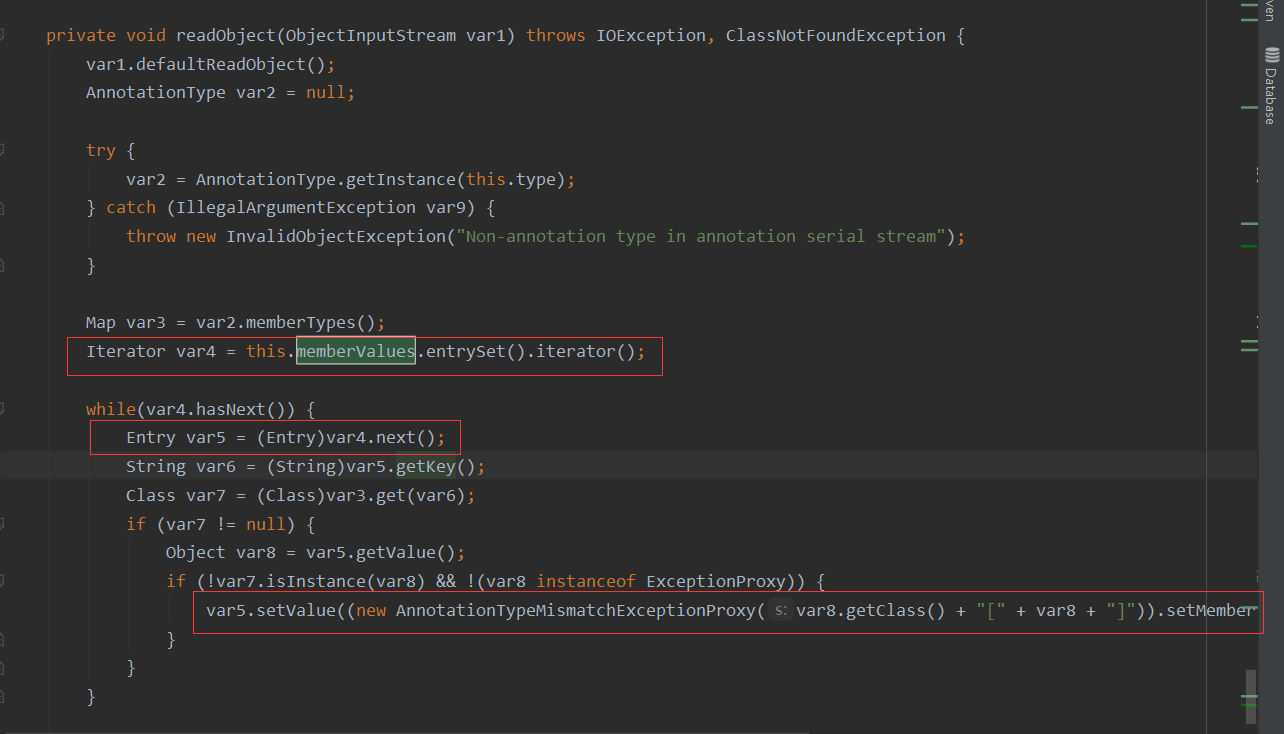 private void readObject(ObjectInputStream var1) throws IOException, ClassNotFoundException {
var1.defaultReadObject();
AnnotationType var2 = null;
try {
var2 = AnnotationType.getInstance(this.type);
} catch (IllegalArgumentException var9) {
throw new InvalidObjectException("Non-annotation type in annotation serial stream");
}
Map var3 = var2.memberTypes();
Iterator var4 = this.memberValues.entrySet().iterator();
while(var4.hasNext()) {
Entry var5 = (Entry)var4.next();
String var6 = (String)var5.getKey();
Class var7 = (Class)var3.get(var6);
if (var7 != null) {
Object var8 = var5.getValue();
if (!var7.isInstance(var8) && !(var8 instanceof ExceptionProxy)) {
var5.setValue((new AnnotationTypeMismatchExceptionProxy( s: var8.getClass() + "[" + var8 + "]")).setMember
}
}
}
ven
Database